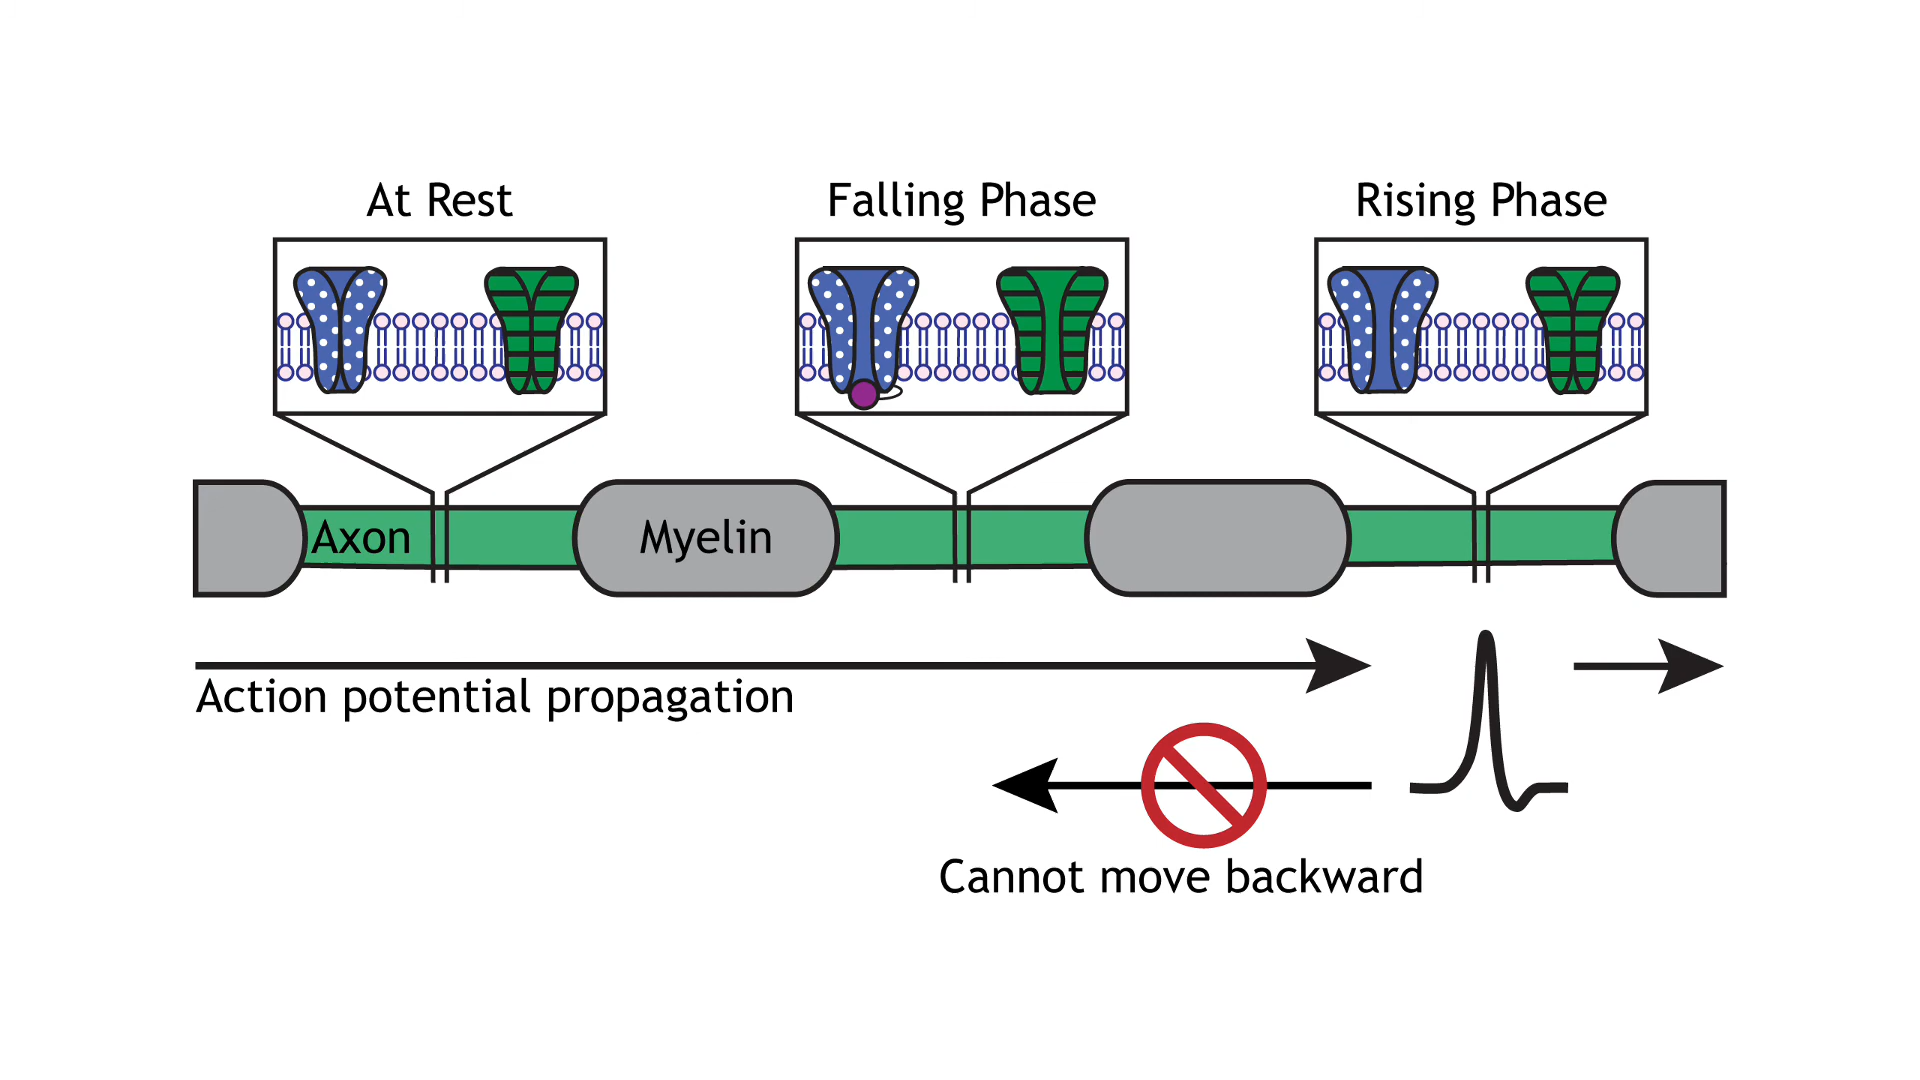 At Rest
Falling Phase
Rising Phase
Axon
Myelin
Action potential propagation
Cannot move backward